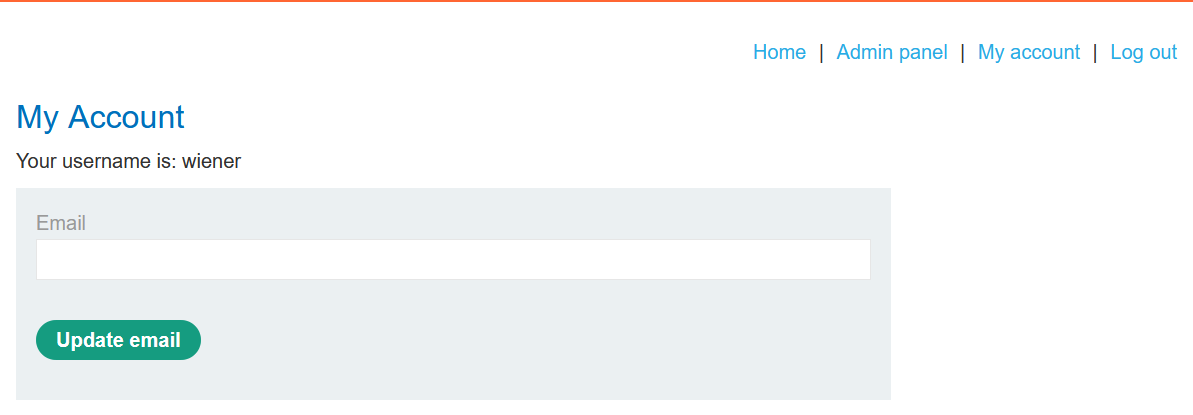 Home | Admin panel | My account | Log out
My Account
Your username is: wiener
Email
Update email